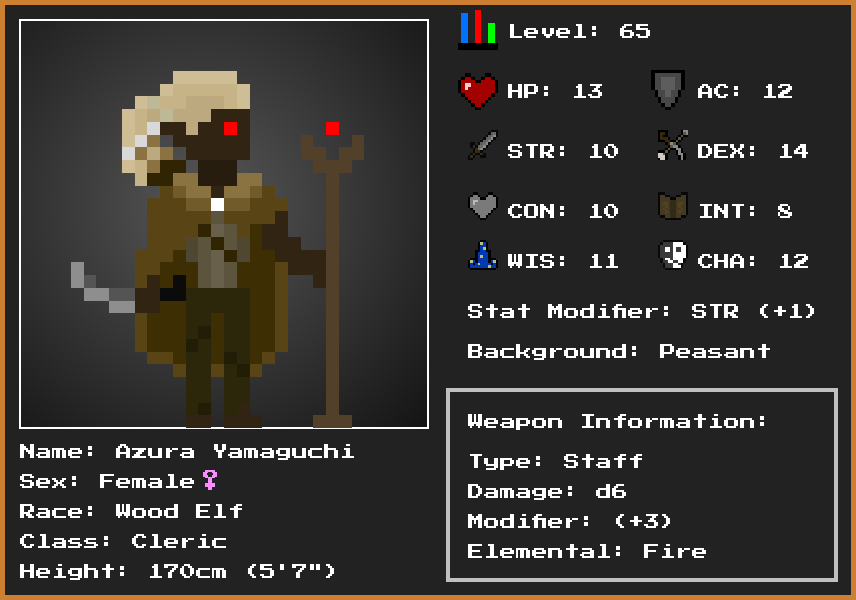 Level: 65
HP: 13 AC: 12
STR: 10 DEX: 14
CON: 10 INT: 8
WIS: 11 CHA: 12
Stat Modifier: STR (+1)
Background: Peasant
Weapon Information:
Type: Staff
Damage: d6
Modifier: (+3)
Elemental: Fire
Name: Azura Yamaguchi
Sex: Female♀
Race: Wood Elf
Class: Cleric
Height: 170cm (5'7")